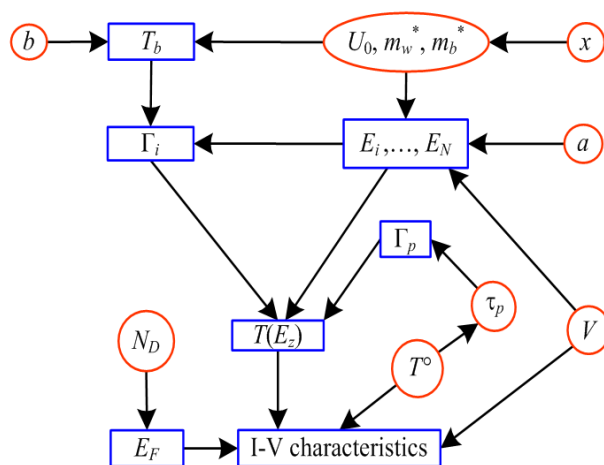 b
T_b
U_0, m_w^*, m_b^*
x
Γ_i
E_i,..., E_N
a
Γ_p
τ_p
N_D
T(E_z)
T°
V
E_F
I-V characteristics